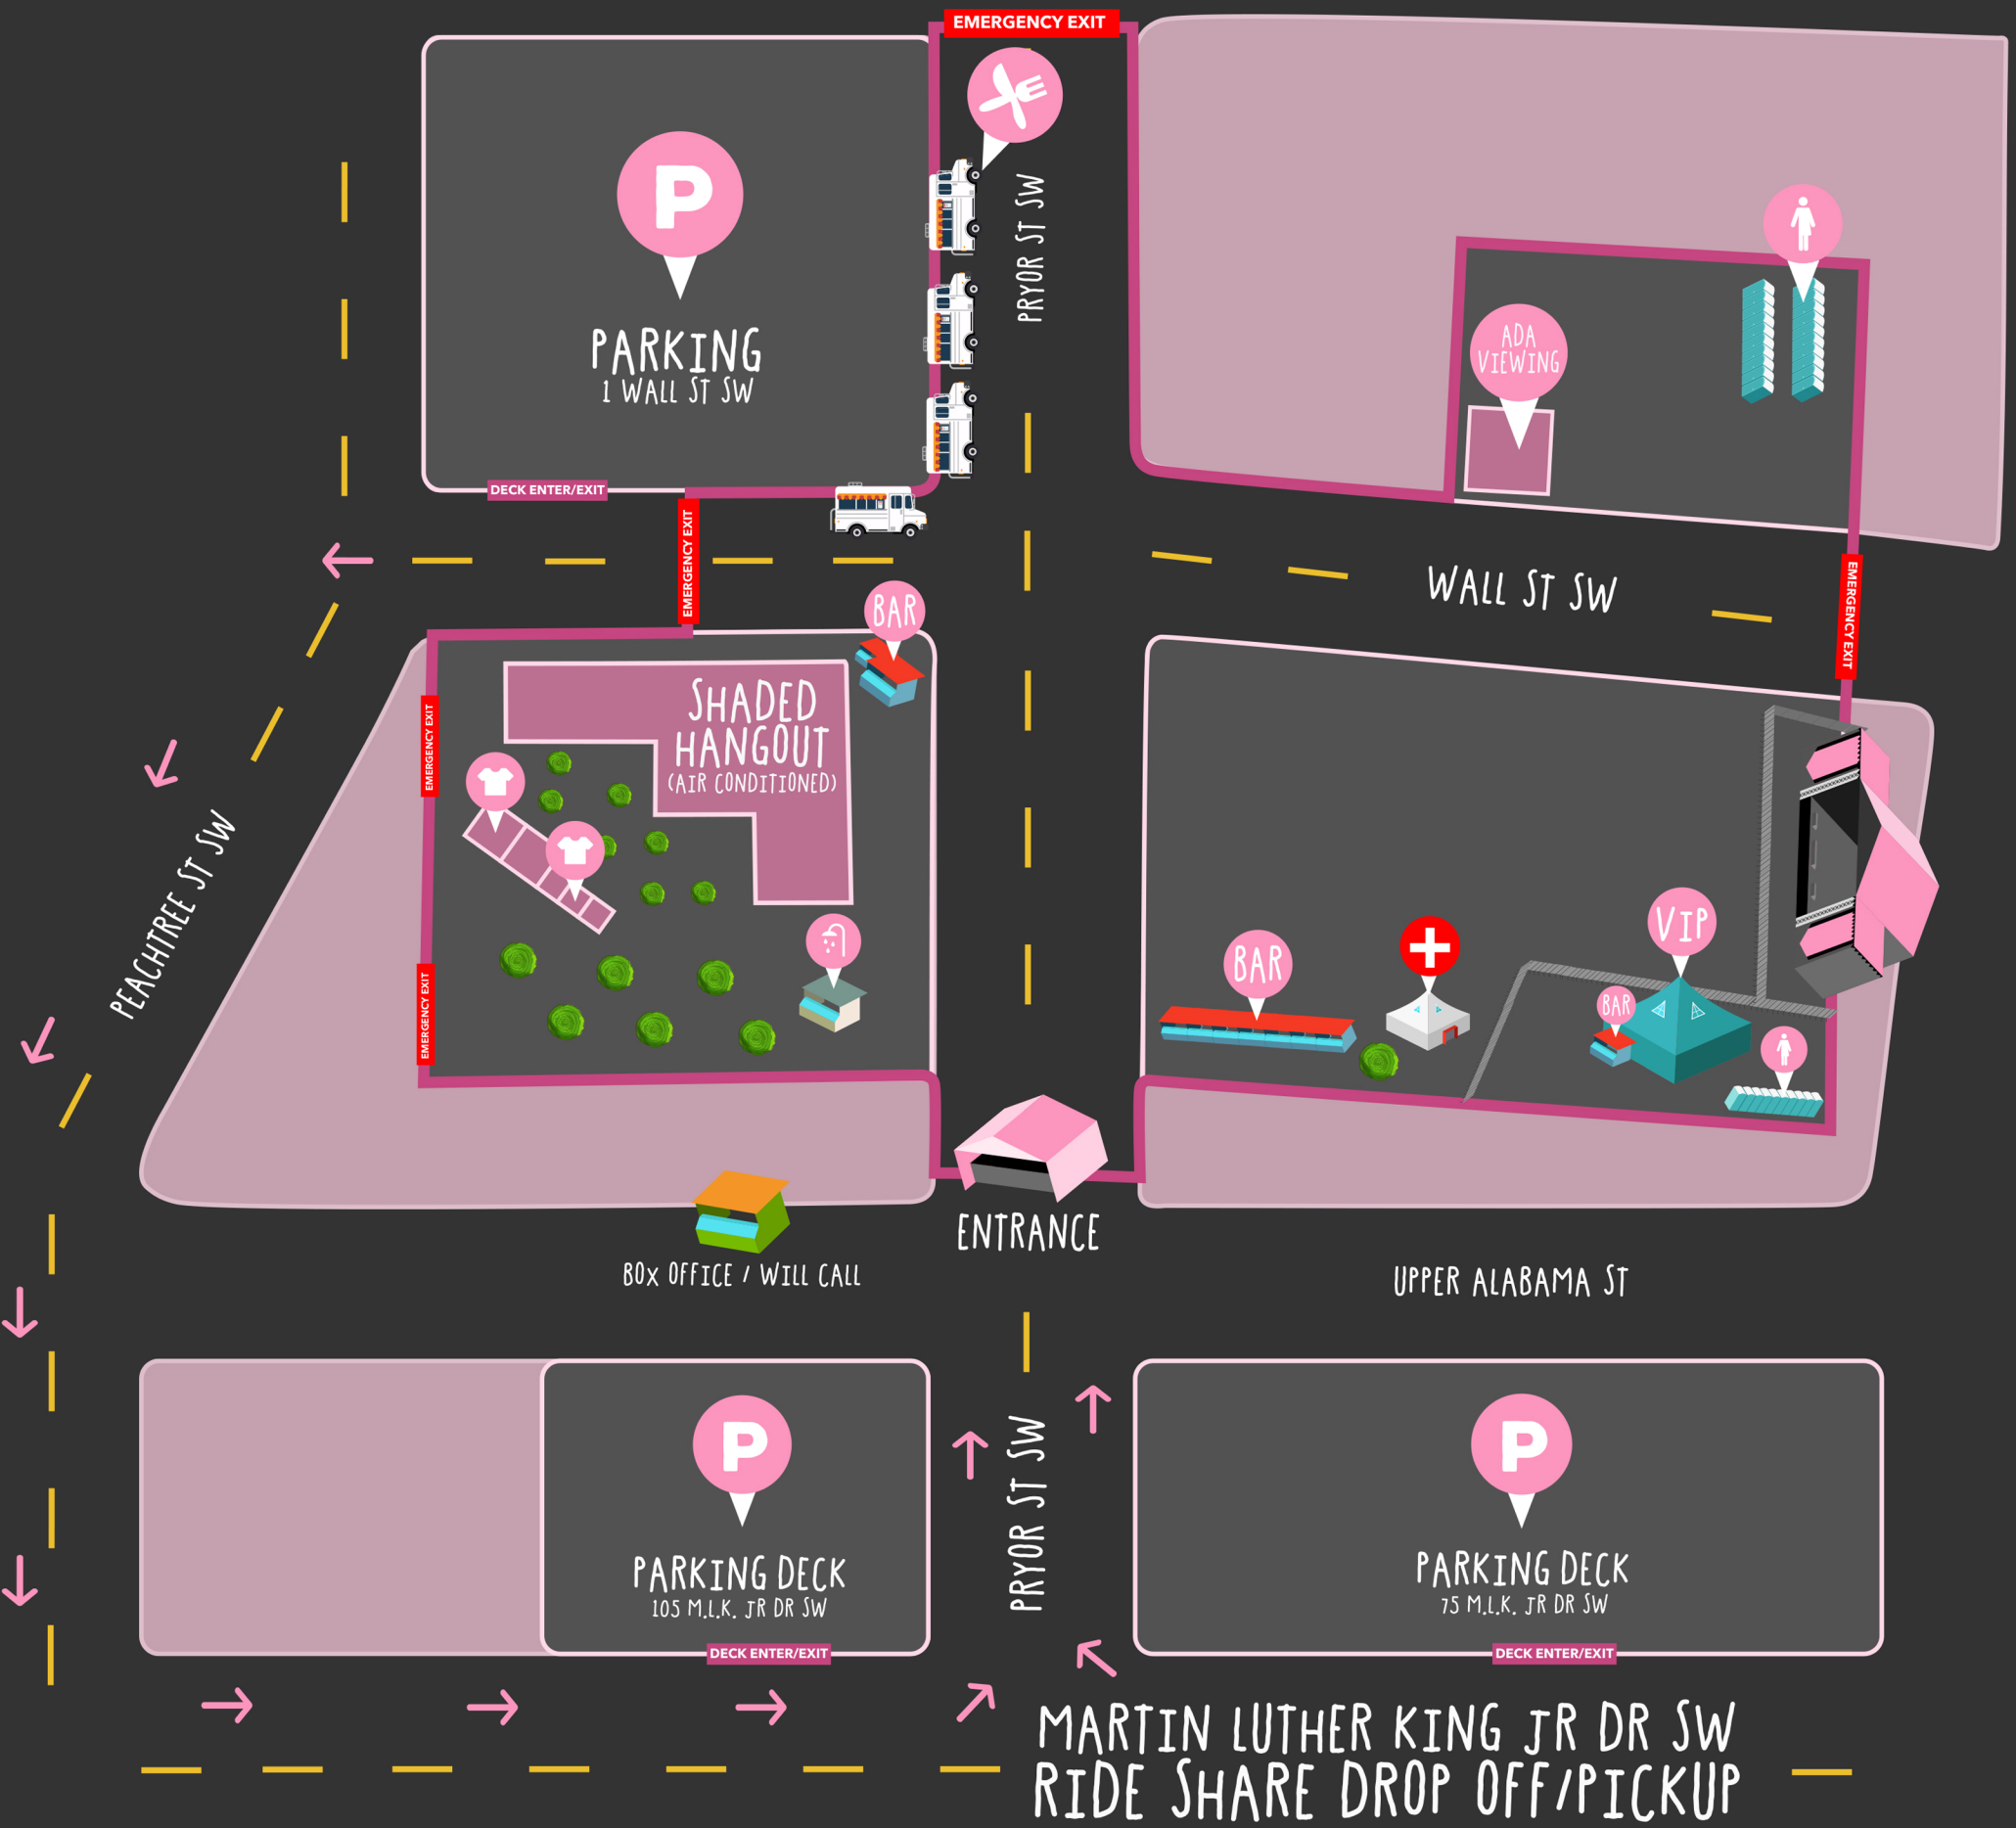 EMERGENCY EXIT
P
PARKING
1 WALL ST SW
PRYOR ST SW
ADA
VIEWING
DECK ENTER/EXIT
EMERGENCY EXIT
WALL ST SW
EMERGENCY EXIT
BAR
SHADED
HANGOUT
(AIR CONDITIONED)
EMERGENCY EXIT
PEACHTREE ST SW
EMERGENCY EXIT
BAR
VIP
BAR
ENTRANCE
BOX OFFICE / WILL CALL
UPPER ALABAMA ST
P
PARKING DECK
105 M.L.K. JR DR SW
DECK ENTER/EXIT
PRYOR ST SW
P
PARKING DECK
75 M.L.K. JR DR SW
DECK ENTER/EXIT
MARTIN LUTHER KING JR DR SW
RIDE SHARE DROP OFF/PICKUP